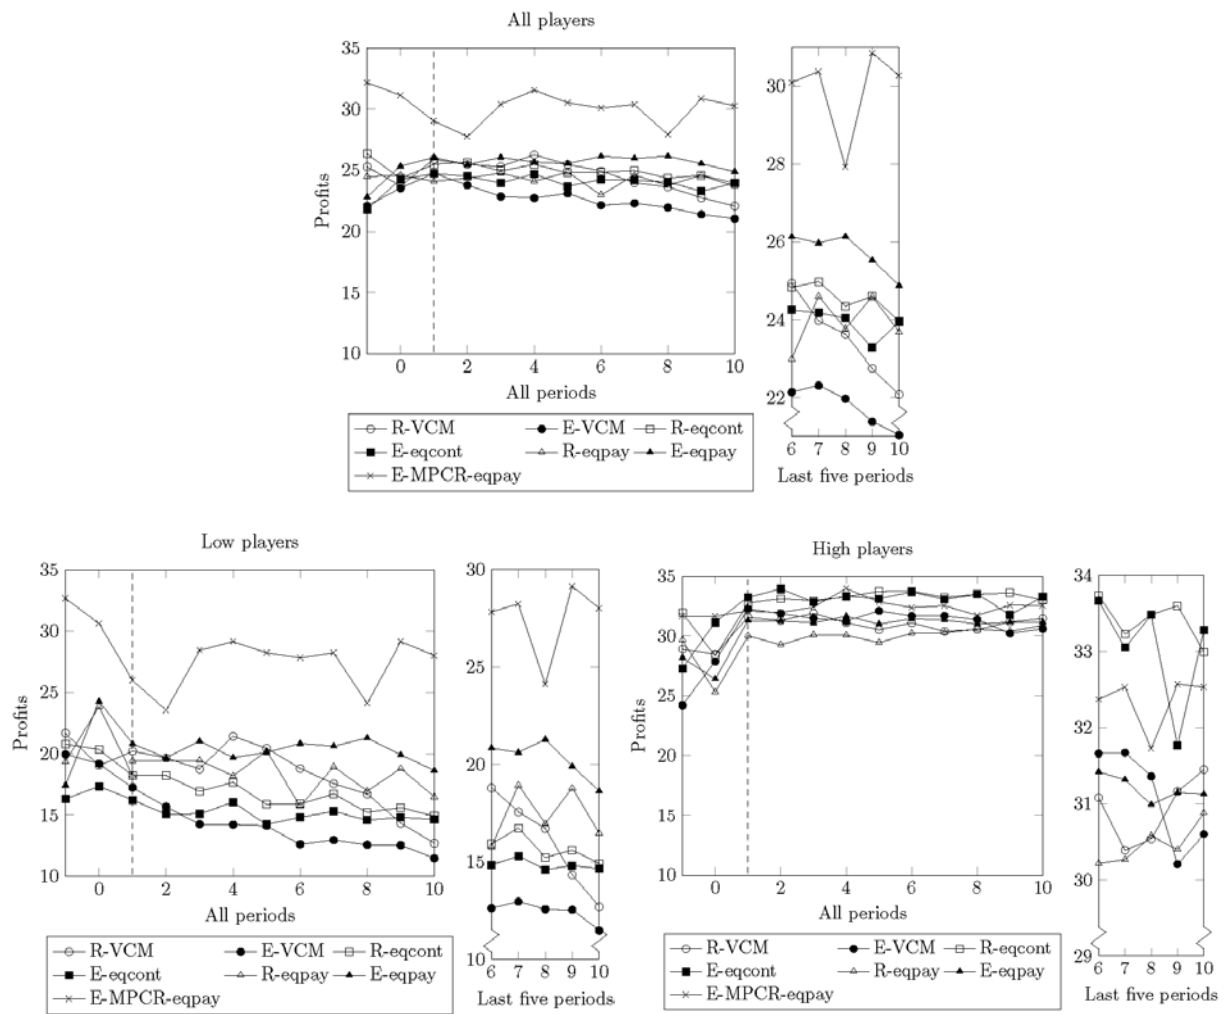 All players
35
30
25
20
15
10
Profits
0 2 4 6 8 10
All periods
R-VCM E-VCM R-eqcont
E-eqcont R-eqpay E-eqpay
E-MPCR-eqpay
30
28
26
24
22
6 7 8 9 10
Last five periods
Low players
35
30
25
20
15
10
Profits
0 2 4 6 8 10
All periods
R-VCM E-VCM R-eqcont
E-eqcont R-eqpay E-eqpay
E-MPCR-eqpay
30
25
20
15
10
6 7 8 9 10
Last five periods
High players
35
30
25
20
15
10
Profits
0 2 4 6 8 10
All periods
R-VCM E-VCM R-eqcont
E-eqcont R-eqpay E-eqpay
E-MPCR-eqpay
34
33
32
31
30
29
6 7 8 9 10
Last five periods